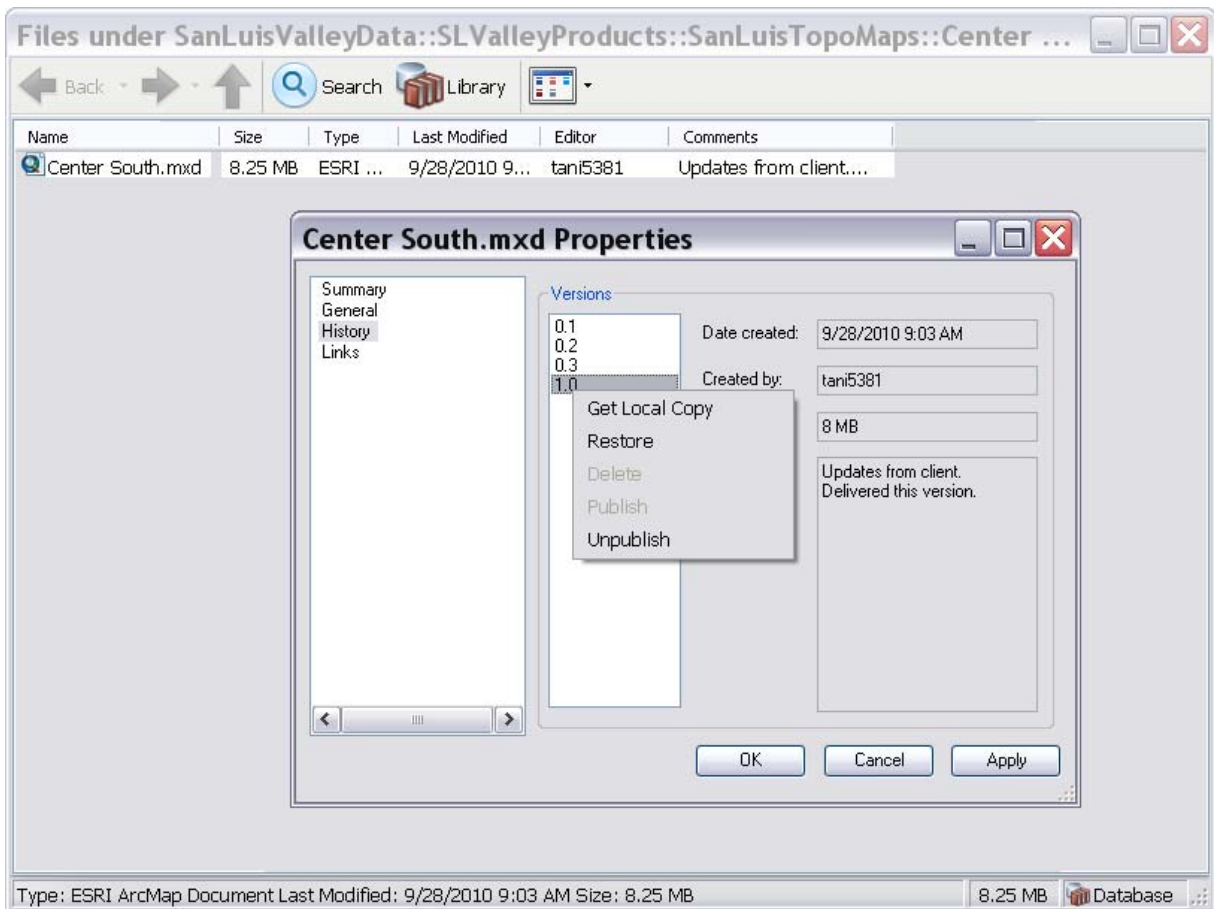 Files under SanLuisValleyData::SLValleyProducts::SanLuisTopoMaps::Center ...
Back Search Library
Name Size Type Last Modified Editor Comments
Center South.mxd 8.25 MB ESRI ... 9/28/2010 9... tani5381 Updates from client....
Center South.mxd Properties
Summary
General
History
Links
Versions
0.1
0.2
0.3
1.0
Date created: 9/28/2010 9:03 AM
Created by: tani5381
8 MB
Updates from client.
Delivered this version.
Get Local Copy
Restore
Delete
Publish
Unpublish
OK Cancel Apply
Type: ESRI ArcMap Document Last Modified: 9/28/2010 9:03 AM Size: 8.25 MB 8.25 MB Database